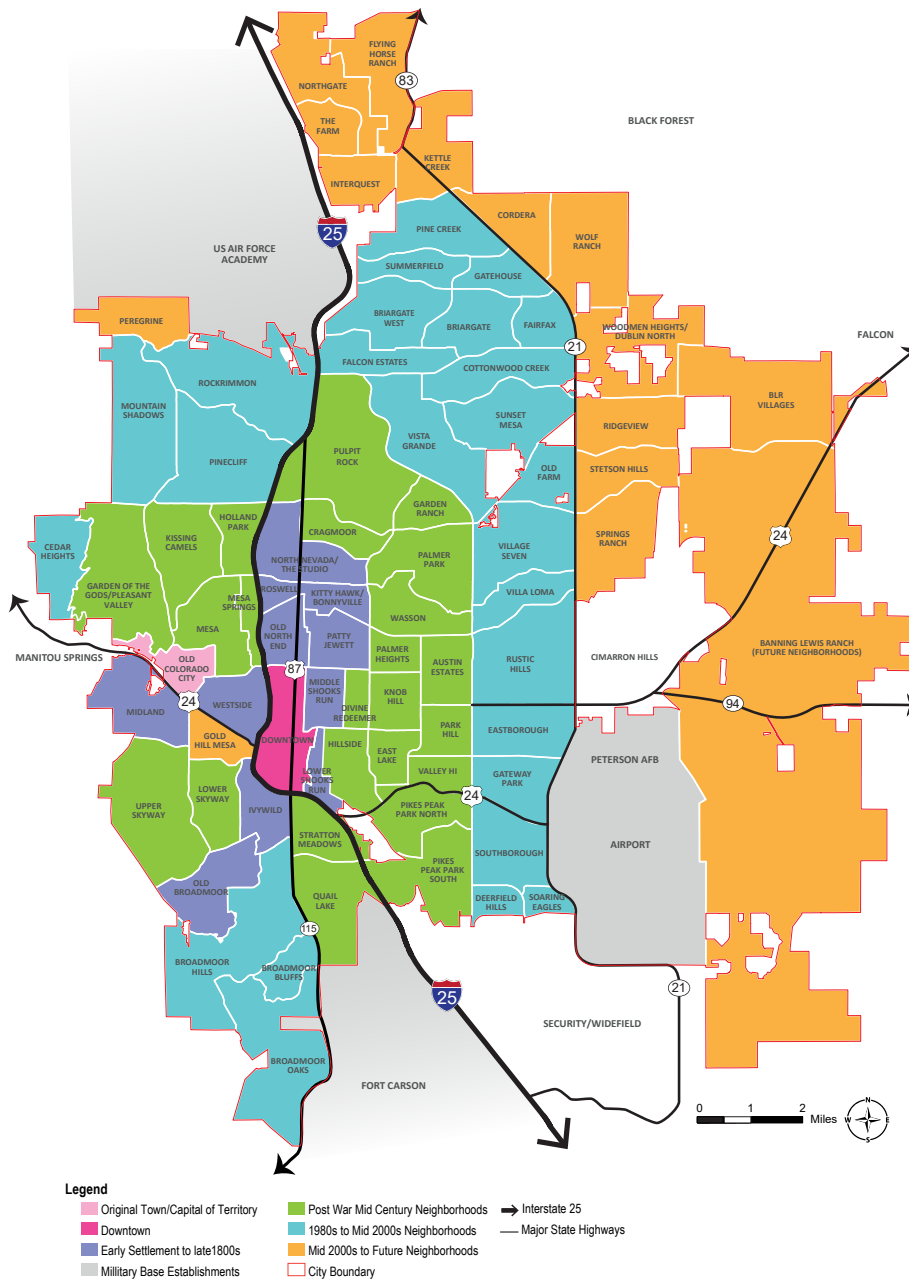 FLYING
HORSE
RANCH
83
NORTHGATE
THE
FARM
BLACK FOREST
KETTLE
CREEK
INTERQUEST
CORDERA
25
PINE CREEK
WOLF
RANCH
US AIR FORCE
ACADEMY
SUMMERFIELD
GATEHOUSE
PEREGRINE
BRIARGATE
WEST
BRIARGATE
FAIRFAX
WOODMEN HEIGHTS/
DUBLIN NORTH
21
FALCON
FALCON ESTATES
COTTONWOOD CREEK
ROCKRIMMON
MOUNTAIN
SHADOWS
BLR
VILLAGES
SUNSET
MESA
RIDGEVIEW
VISTA
GRANDE
PULPIT
ROCK
PINECLIFF
OLD
FARM
STETSON HILLS
GARDEN
RANCH
HOLLAND
PARK
KISSING
CAMELS
CRAGMOOR
SPRINGS
RANCH
24
CEDAR
HEIGHTS
VILLAGE
SEVEN
NORTH NEVADA/
THE STUDIO
PALMER
PARK
GARDEN OF THE
GODS/PLEASANT
VALLEY
ROSWELL
KITTY HAWK/
BONNYVILLE
VILLA LOMA
MESA
SPRINGS
WASSON
MESA
OLD
NORTH
END
PATTY
JEWETT
PALMER
HEIGHTS
MANITOU SPRINGS
OLD
COLORADO
CITY
AUSTIN
ESTATES
RUSTIC
HILLS
CIMARRON HILLS
BANNING LEWIS RANCH
(FUTURE NEIGHBORHOODS)
87
24
MIDDLE
SHOOKS
RUN
KNOB
HILL
WESTSIDE
94
MIDLAND
DIVINE
REDEEMER
GOLD
HILL MESA
DOWNTOWN
HILLSIDE
PARK
HILL
EASTBOROUGH
EAST
LAKE
PETERSON AFB
LOWER
SHOOKS
RUN
VALLEY HI
GATEWAY
PARK
LOWER
SKYWAY
24
UPPER
SKYWAY
IVYWILD
PIKES PEAK
PARK NORTH
STRATTON
MEADOWS
AIRPORT
SOUTHBOROUGH
PIKES
PEAK PARK
SOUTH
OLD
BROADMOOR
QUAIL
LAKE
DEERFIELD
HILLS
SOARING
EAGLES
115
BROADMOOR
HILLS
BROADMOOR
BLUFFS
21
25
SECURITY/WIDEFIELD
BROADMOOR
OAKS
FORT CARSON
0 1 2
Miles
N
W E
S
Legend
Original Town/Capital of Territory
Downtown
Early Settlement to late1800s
Millitary Base Establishments
Post War Mid Century Neighborhoods
1980s to Mid 2000s Neighborhoods
Mid 2000s to Future Neighborhoods
City Boundary
Interstate 25
Major State Highways